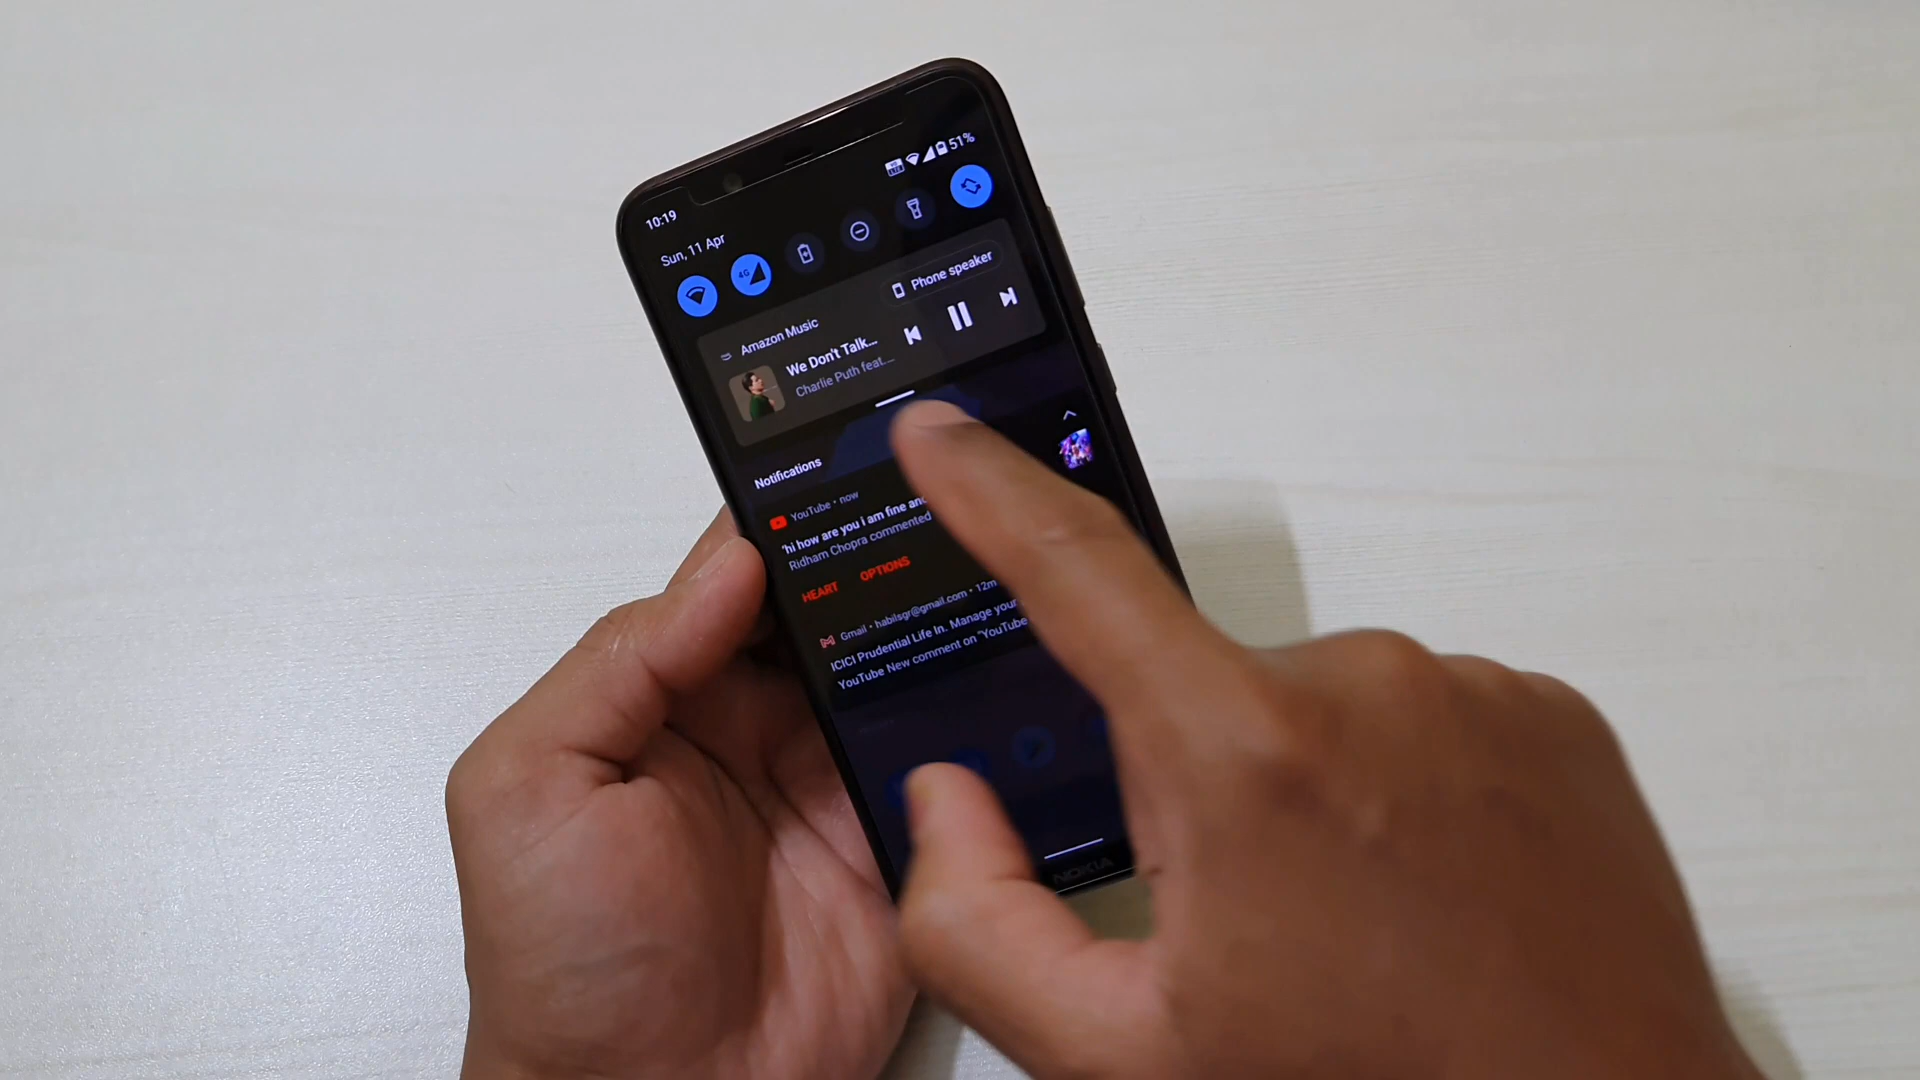 51%
10:19
Sun, 11 Apr
4G
Phone speaker
Amazon Music
We Don't Talk...
Charlie Puth feat....
Notifications
YouTube • now
"hi how are you i am fine and
Ridham Chopra commented
HEART OPTIONS
Gmail • habilsgr@gmail.com • 12m
ICICI Prudential Life In. Manage your
YouTube New comment on "YouTube
NOKIA